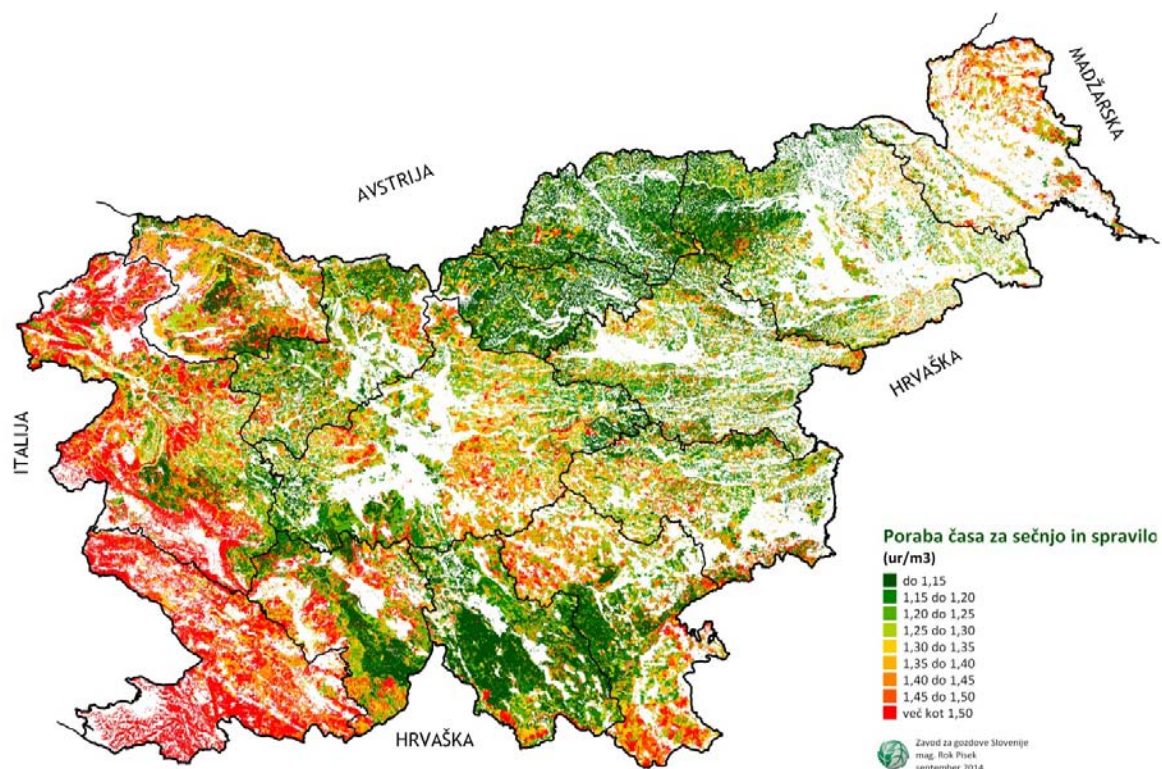 MADŽARSKA
AVSTRIJA
HRVAŠKA
ITALIJA
HRVAŠKA
Poraba časa za sečnjo in spravilo
(ur/m3)
do 1,15
1,15 do 1,20
1,20 do 1,25
1,25 do 1,30
1,30 do 1,35
1,35 do 1,40
1,40 do 1,45
1,45 do 1,50
več kot 1,50
Zavod za gozdove Slovenije
mag. Rok Pisek
september 2014